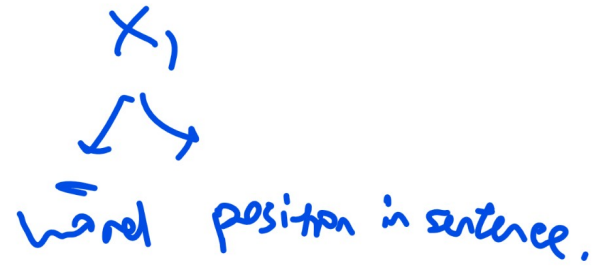 x₁
word position in sentence.